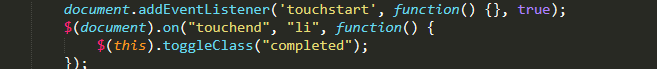 document.addEventListener('touchstart', function() {}, true);
$(document).on("touchend", "li", function() {
    $(this).toggleClass("completed");
});